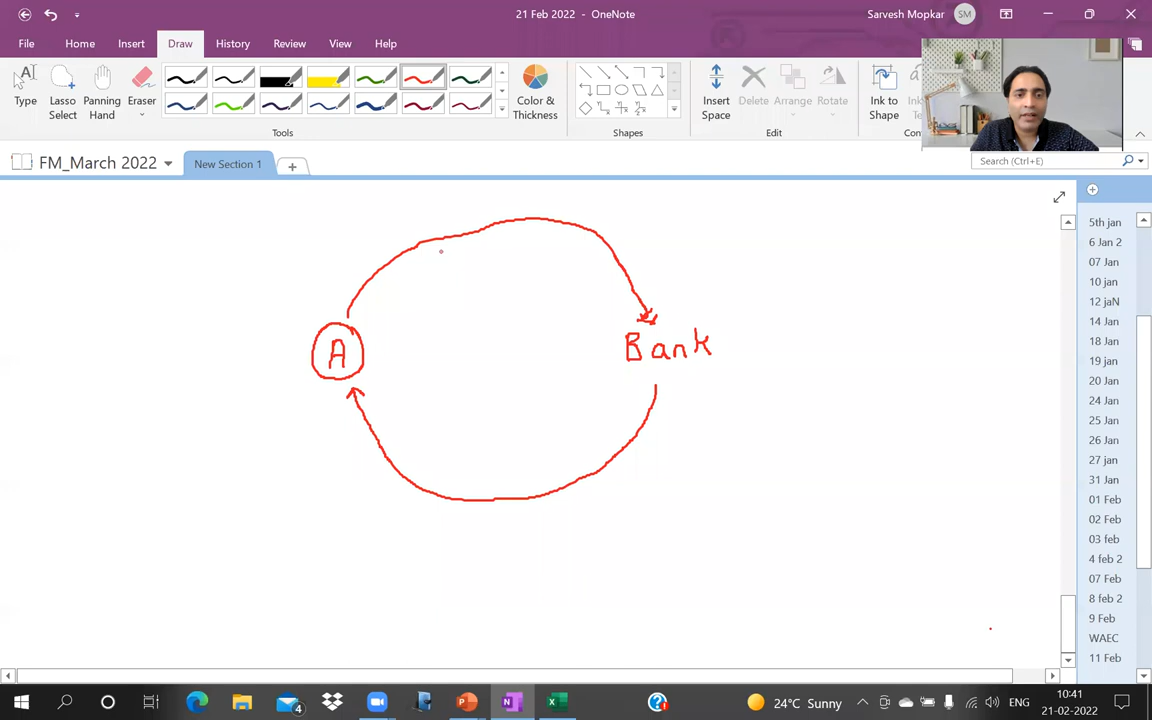 21 Feb 2022 - OneNote
Sarvesh Mopkar SM
File Home Insert Draw History Review View Help
Type
Lasso Select
Panning Hand
Eraser
Color & Thickness
Insert Space
Delete
Arrange
Rotate
Ink to Shape
Ink
Tools
Shapes
Edit
Con
FM_March 2022
New Section 1
Search (Ctrl+E)
A
Bank
5th jan
6 Jan 2
07 Jan
10 jan
12 jaN
14 Jan
18 Jan
19 jan
20 Jan
24 Jan
25 Jan
26 Jan
27 jan
31 Jan
01 Feb
02 Feb
03 feb
4 feb 2
07 Feb
8 feb 2
9 Feb
WAEC
11 Feb
4
24°C Sunny
ENG
10:41
21-02-2022